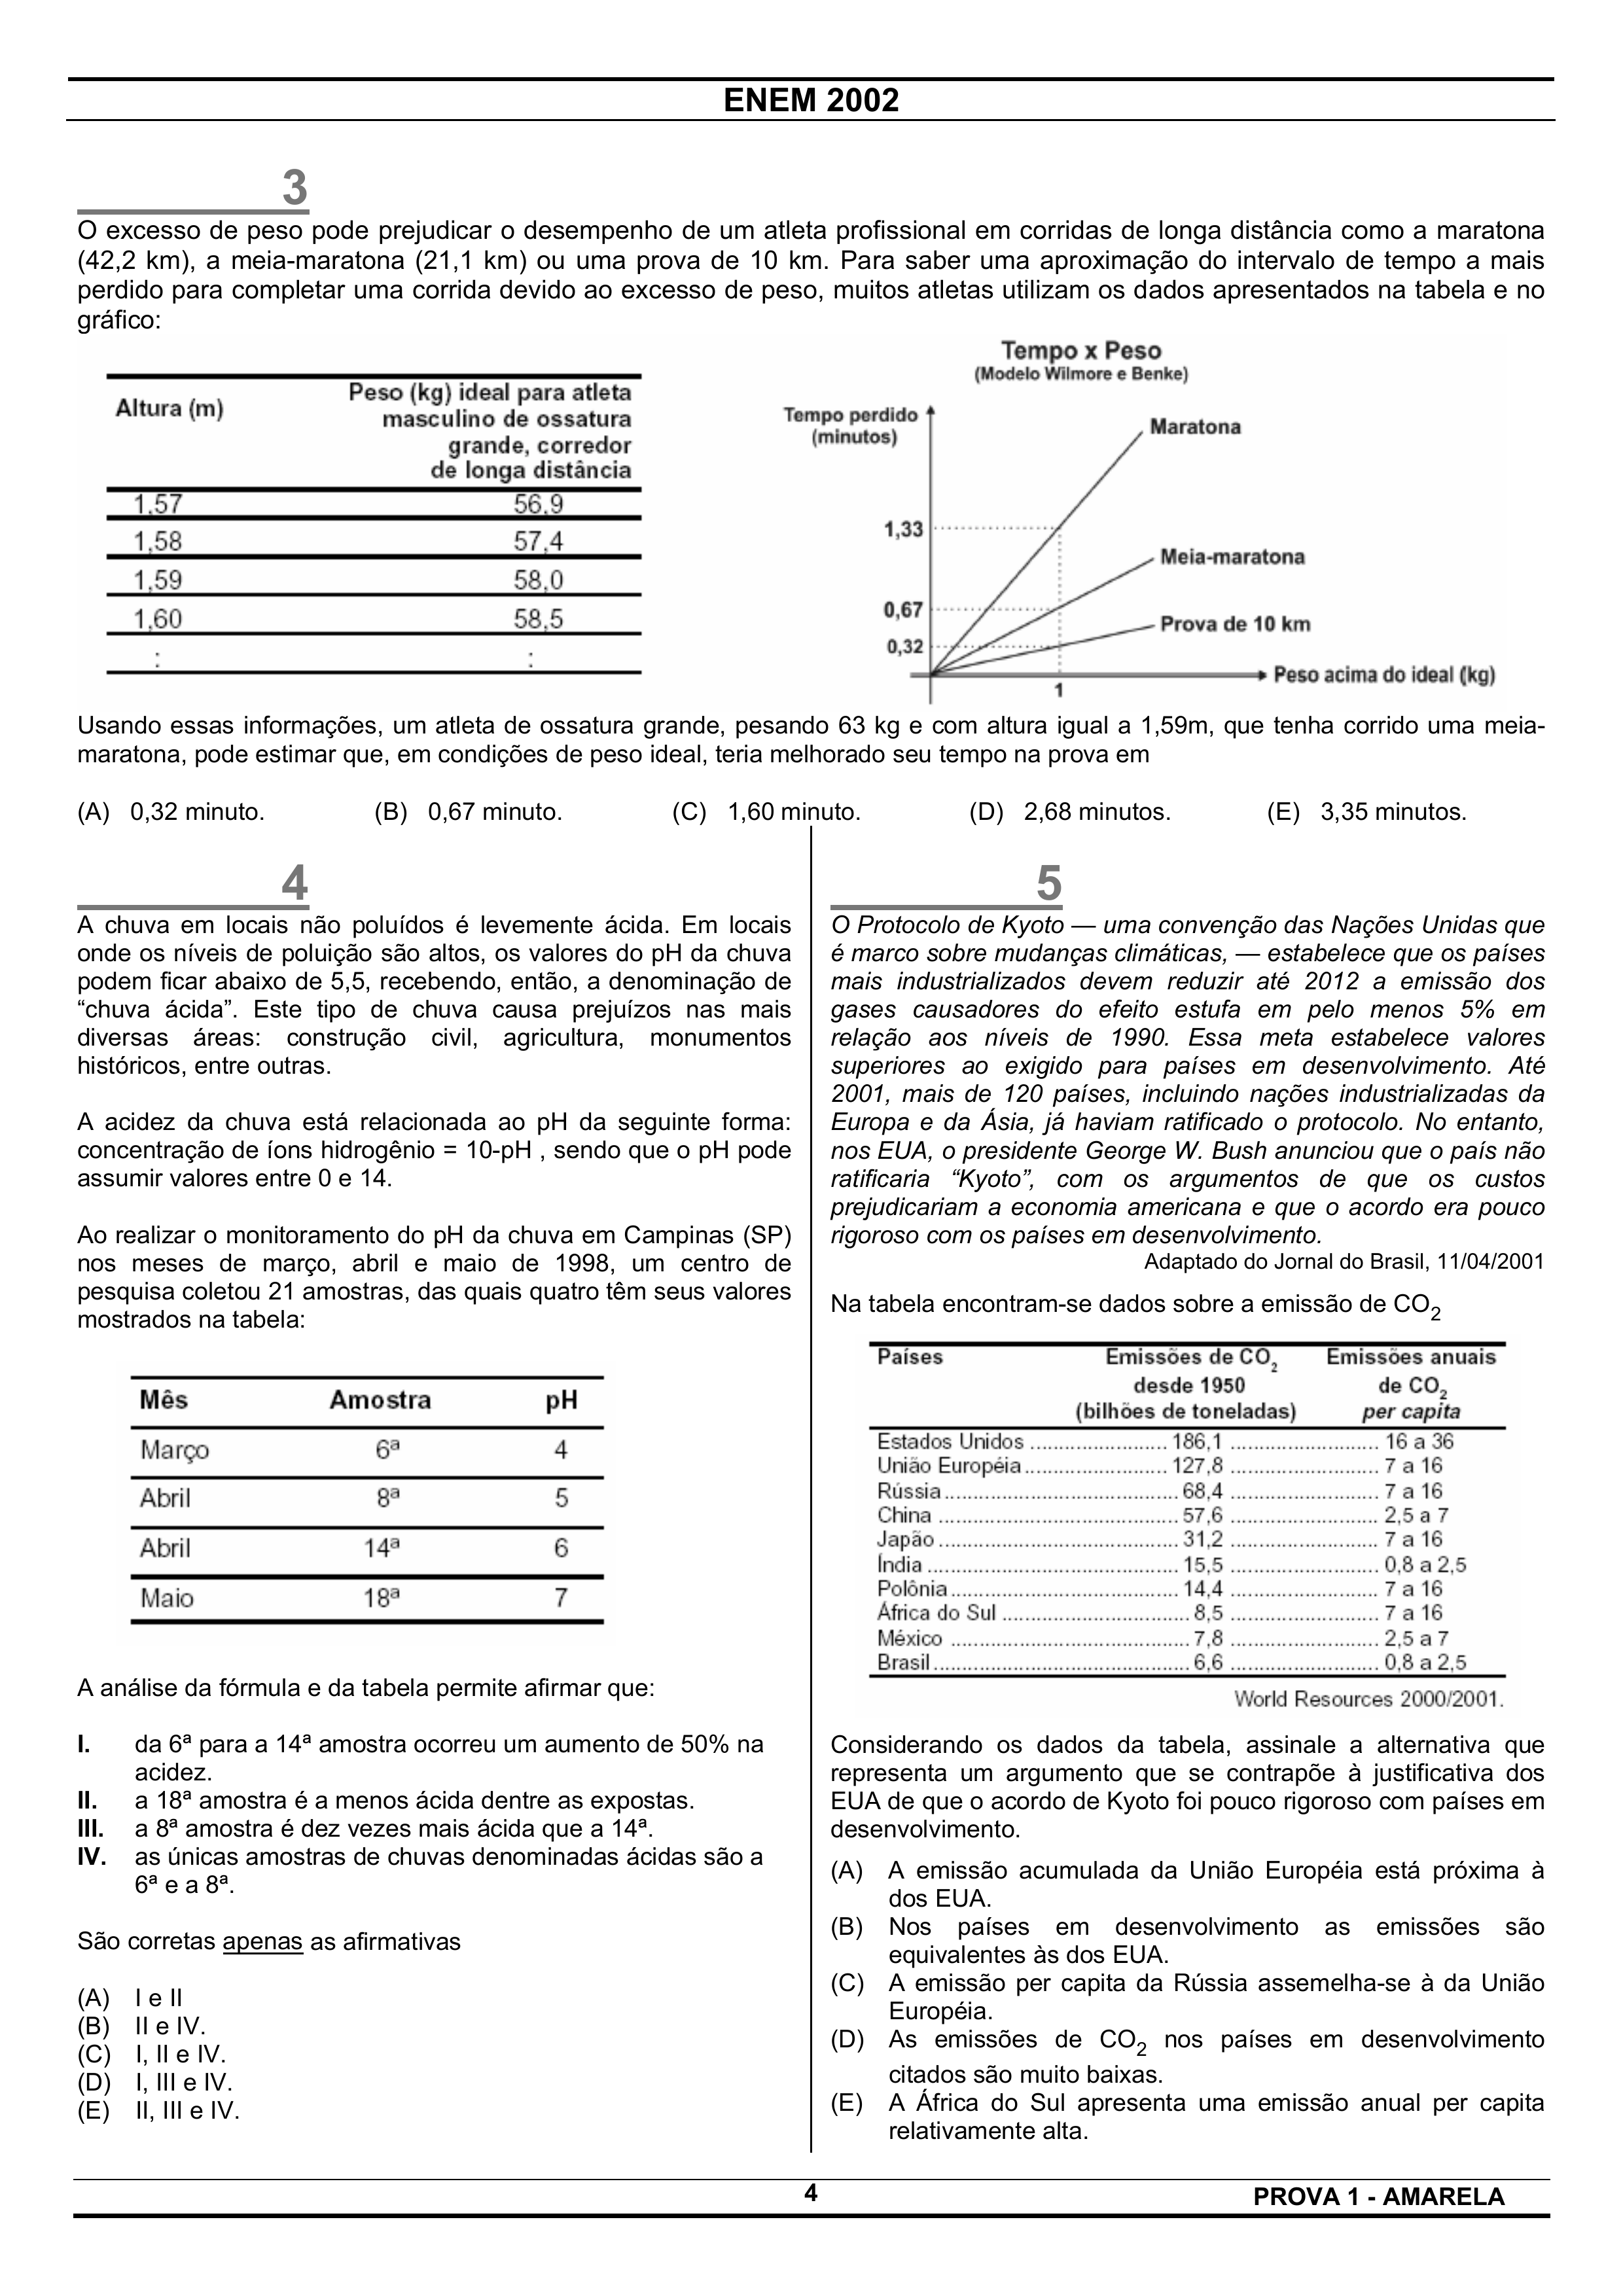 ENEM 2002
3
O excesso de peso pode prejudicar o desempenho de um atleta profissional em corridas de longa distância como a maratona
(42,2 km), a meia-maratona (21,1 km) ou uma prova de 10 km. Para saber uma aproximação do intervalo de tempo a mais
perdido para completar uma corrida devido ao excesso de peso, muitos atletas utilizam os dados apresentados na tabela e no
gráfico:
Altura (m) Peso (kg) ideal para atleta
masculino de ossatura
grande, corredor
de longa distância
1,57 56,9
1,58 57,4
1,59 58,0
1,60 58,5
: :
Tempo x Peso
(Modelo Wilmore e Benke)
Tempo perdido
(minutos)
Maratona
1,33
Meia-maratona
0,67
Prova de 10 km
0,32
Peso acima do ideal (kg)
1
Usando essas informações, um atleta de ossatura grande, pesando 63 kg e com altura igual a 1,59m, que tenha corrido uma meia-
maratona, pode estimar que, em condições de peso ideal, teria melhorado seu tempo na prova em
(A) 0,32 minuto. (B) 0,67 minuto. (C) 1,60 minuto. (D) 2,68 minutos. (E) 3,35 minutos.
4
A chuva em locais não poluídos é levemente ácida. Em locais
onde os níveis de poluição são altos, os valores do pH da chuva
podem ficar abaixo de 5,5, recebendo, então, a denominação de
“chuva ácida”. Este tipo de chuva causa prejuízos nas mais
diversas áreas: construção civil, agricultura, monumentos
históricos, entre outras.
A acidez da chuva está relacionada ao pH da seguinte forma:
concentração de íons hidrogênio = 10-pH , sendo que o pH pode
assumir valores entre 0 e 14.
Ao realizar o monitoramento do pH da chuva em Campinas (SP)
nos meses de março, abril e maio de 1998, um centro de
pesquisa coletou 21 amostras, das quais quatro têm seus valores
mostrados na tabela:
Mês Amostra pH
Março 6ª 4
Abril 8ª 5
Abril 14ª 6
Maio 18ª 7
A análise da fórmula e da tabela permite afirmar que:
I. da 6ª para a 14ª amostra ocorreu um aumento de 50% na
acidez.
II. a 18ª amostra é a menos ácida dentre as expostas.
III. a 8ª amostra é dez vezes mais ácida que a 14ª.
IV. as únicas amostras de chuvas denominadas ácidas são a
6ª e a 8ª.
São corretas apenas as afirmativas
(A) I e II
(B) II e IV.
(C) I, II e IV.
(D) I, III e IV.
(E) II, III e IV.
5
O Protocolo de Kyoto — uma convenção das Nações Unidas que
é marco sobre mudanças climáticas, — estabelece que os países
mais industrializados devem reduzir até 2012 a emissão dos
gases causadores do efeito estufa em pelo menos 5% em
relação aos níveis de 1990. Essa meta estabelece valores
superiores ao exigido para países em desenvolvimento. Até
2001, mais de 120 países, incluindo nações industrializadas da
Europa e da Ásia, já haviam ratificado o protocolo. No entanto,
nos EUA, o presidente George W. Bush anunciou que o país não
ratificaria “Kyoto”, com os argumentos de que os custos
prejudicariam a economia americana e que o acordo era pouco
rigoroso com os países em desenvolvimento.
Adaptado do Jornal do Brasil, 11/04/2001
Na tabela encontram-se dados sobre a emissão de CO2
Países Emissões de CO2 Emissões anuais
desde 1950 de CO2
(bilhões de toneladas) per capita
Estados Unidos ........................ 186,1 .......................... 16 a 36
União Européia......................... 127,8 .......................... 7 a 16
Rússia......................................... 68,4 .......................... 7 a 16
China .......................................... 57,6 .......................... 2,5 a 7
Japão.......................................... 31,2 .......................... 7 a 16
Índia ............................................ 15,5 .......................... 0,8 a 2,5
Polônia........................................ 14,4 .......................... 7 a 16
África do Sul ................................. 8,5 .......................... 7 a 16
México .......................................... 7,8 .......................... 2,5 a 7
Brasil............................................. 6,6 .......................... 0,8 a 2,5
World Resources 2000/2001.
Considerando os dados da tabela, assinale a alternativa que
representa um argumento que se contrapõe à justificativa dos
EUA de que o acordo de Kyoto foi pouco rigoroso com países em
desenvolvimento.
(A) A emissão acumulada da União Européia está próxima à
dos EUA.
(B) Nos países em desenvolvimento as emissões são
equivalentes às dos EUA.
(C) A emissão per capita da Rússia assemelha-se à da União
Européia.
(D) As emissões de CO2 nos países em desenvolvimento
citados são muito baixas.
(E) A África do Sul apresenta uma emissão anual per capita
relativamente alta.
4
PROVA 1 - AMARELA